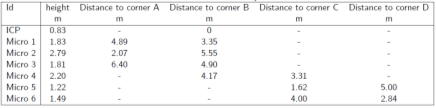 Id height Distance to corner A Distance to corner B Distance to corner C Distance to corner D
m m m m m
ICP 0.83 - 0 - -
Micro 1 1.83 4.89 3.35 - -
Micro 2 2.79 2.07 5.55 - -
Micro 3 1.81 6.40 4.90 - -
Micro 4 2.20 - 4.17 3.31 -
Micro 5 1.22 - - 1.62 5.00
Micro 6 1.49 - - 4.00 2.84